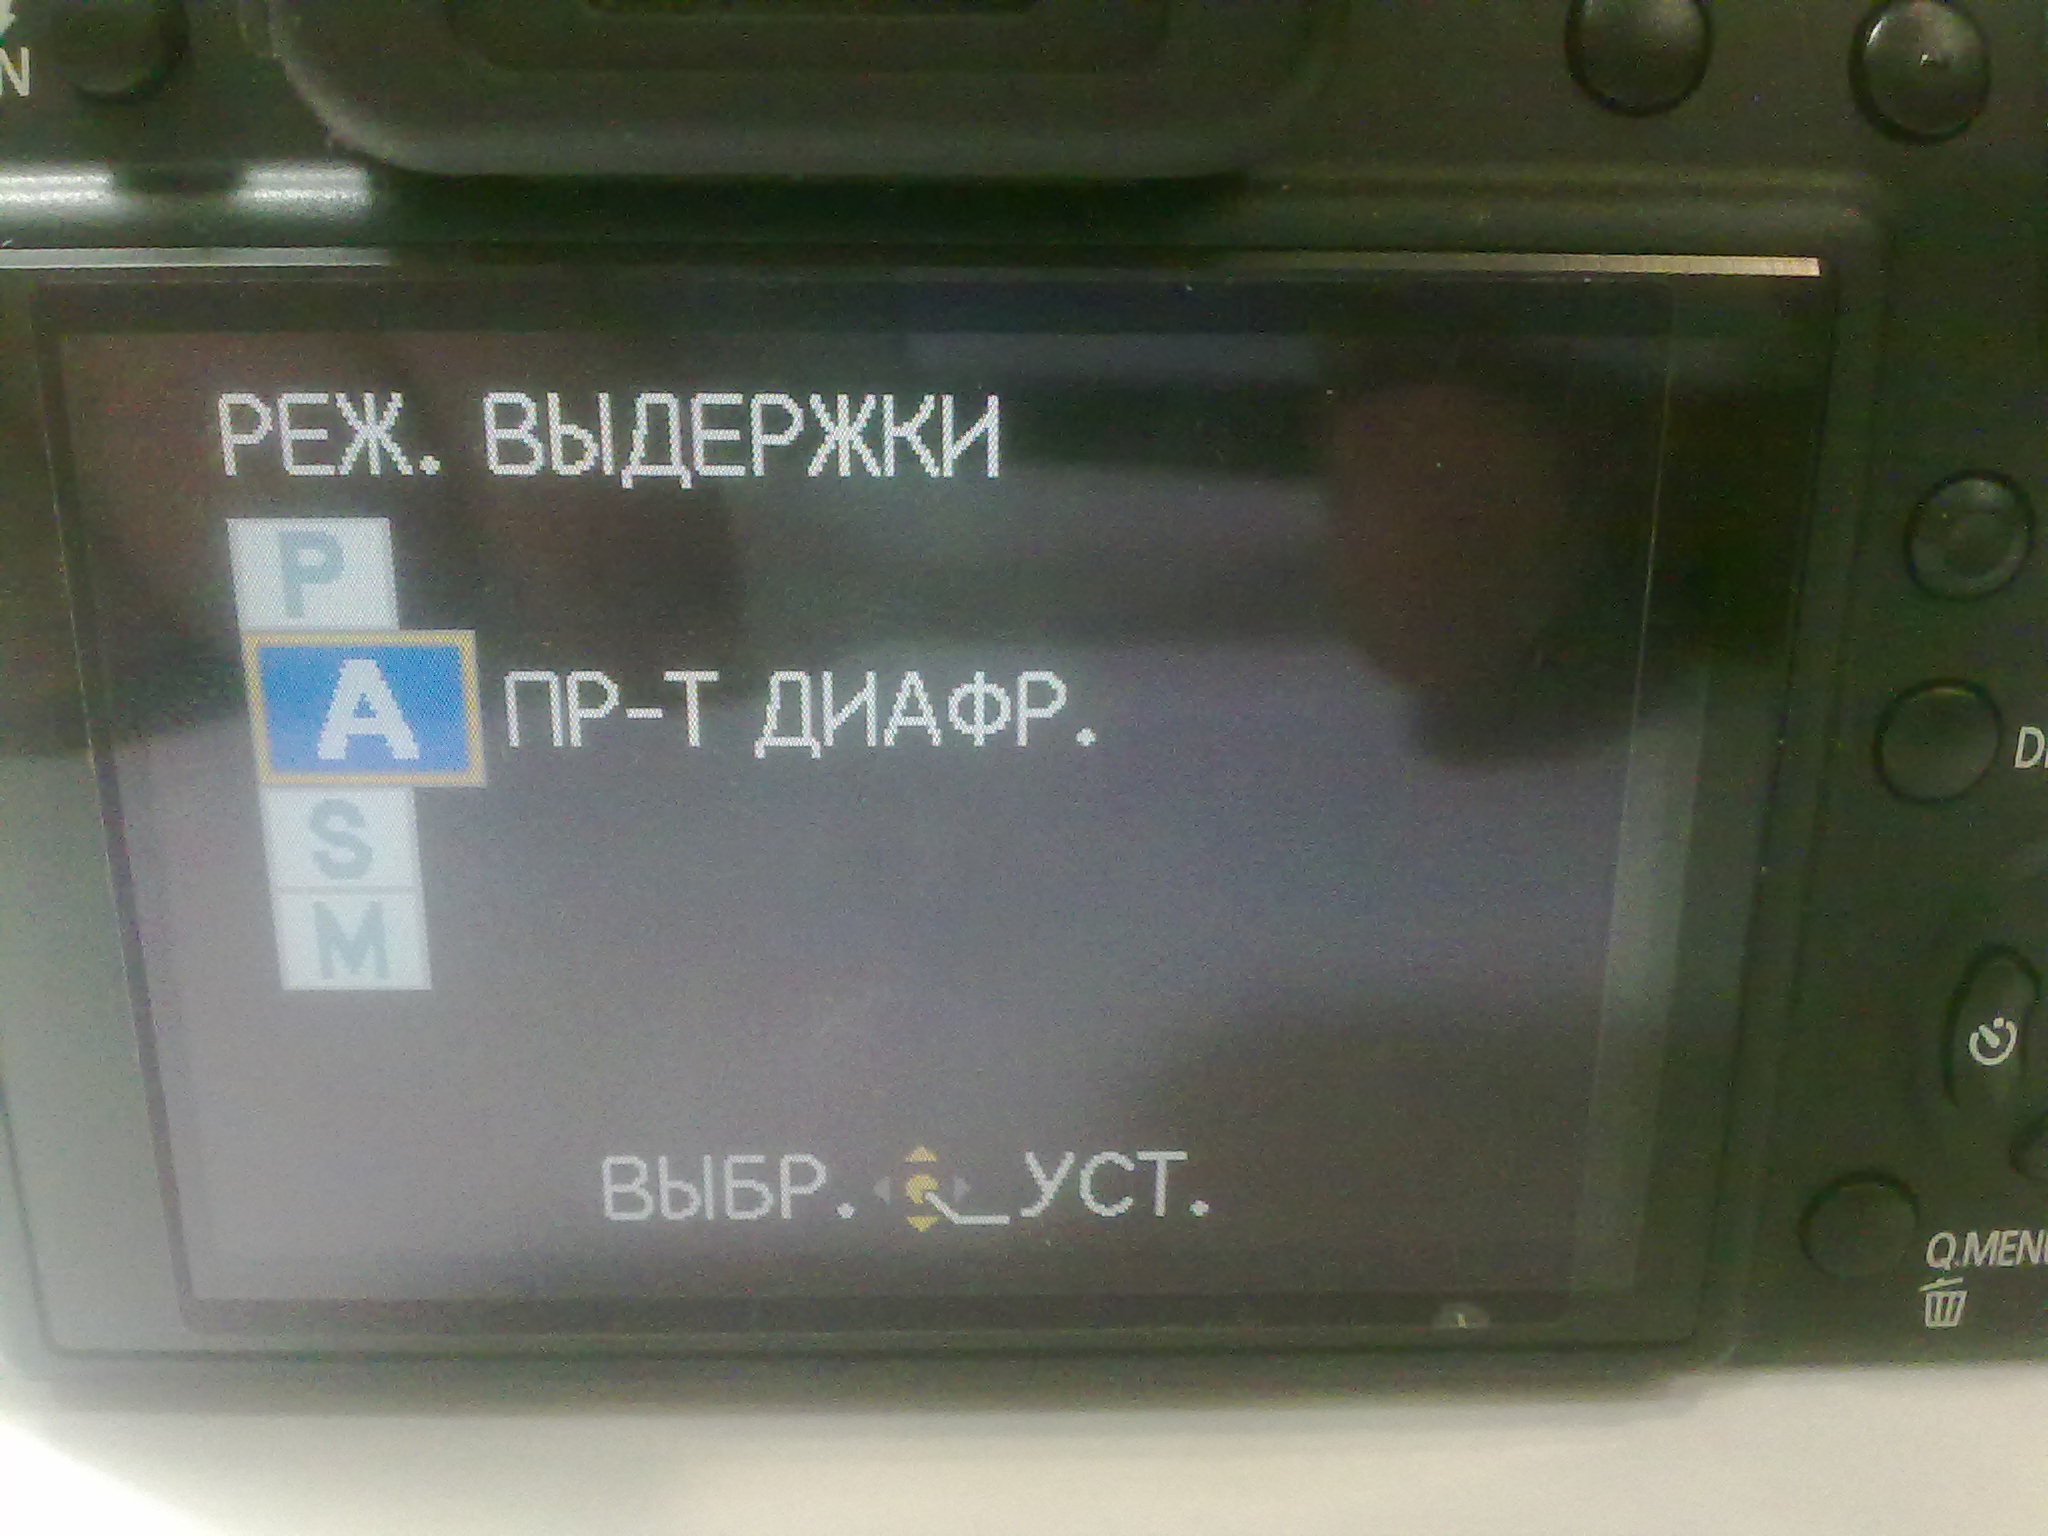 N
РЕЖ. ВЫДЕРЖКИ
P
A ПР-Т ДИАФР.
S
M
ВЫБР. УСТ.
Q.MENU